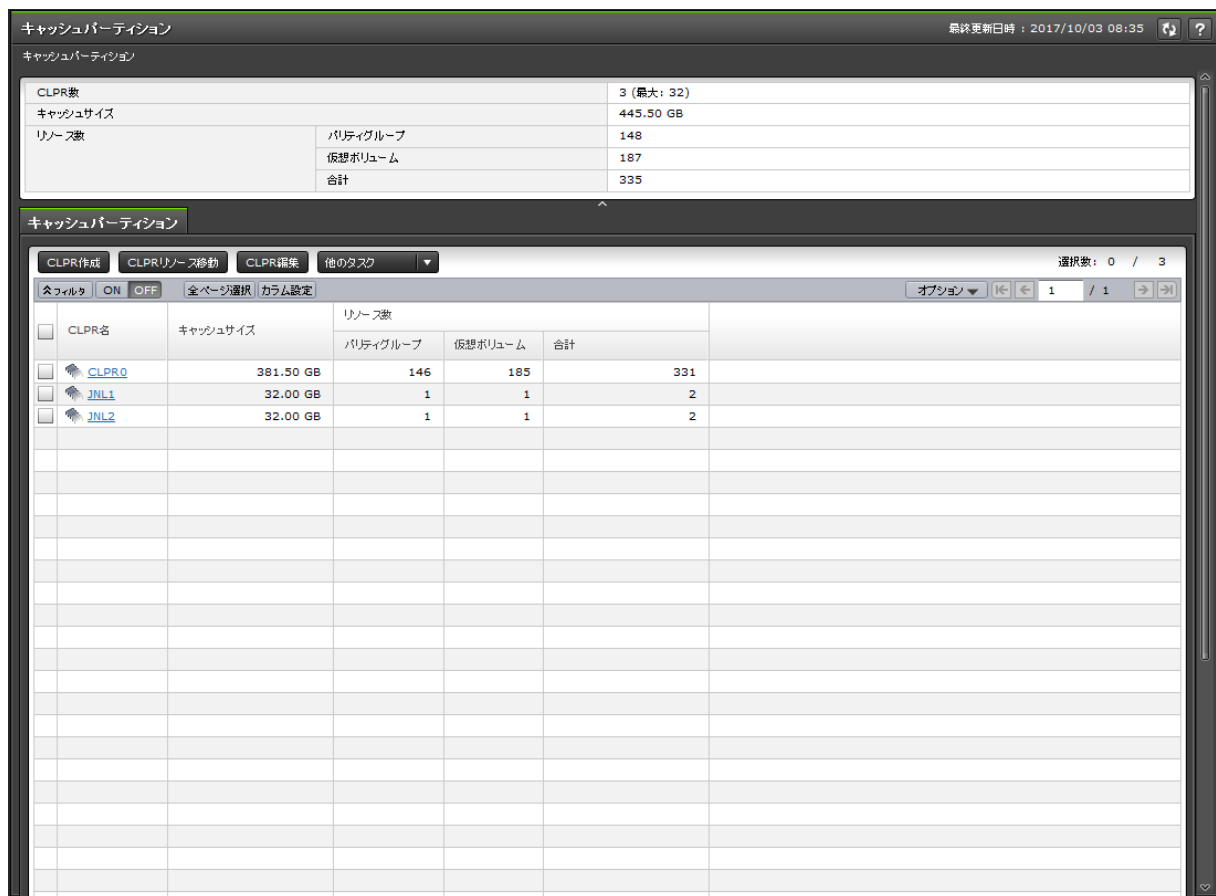 キャッシュパーティション 最終更新日時 : 2017/10/03 08:35 ?
キャッシュパーティション
CLPR数 3 (最大: 32)
キャッシュサイズ 445.50 GB
リソース数 パリティグループ 148
仮想ボリューム 187
合計 335
キャッシュパーティション
CLPR作成 CLPRリソース移動 CLPR編集 他のタスク 選択数: 0 / 3
フィルタ ON OFF 全ページ選択 カラム設定 オプション 1 / 1
CLPR名 キャッシュサイズ リソース数
パリティグループ 仮想ボリューム 合計
CLPR0 381.50 GB 146 185 331
JNL1 32.00 GB 1 1 2
JNL2 32.00 GB 1 1 2